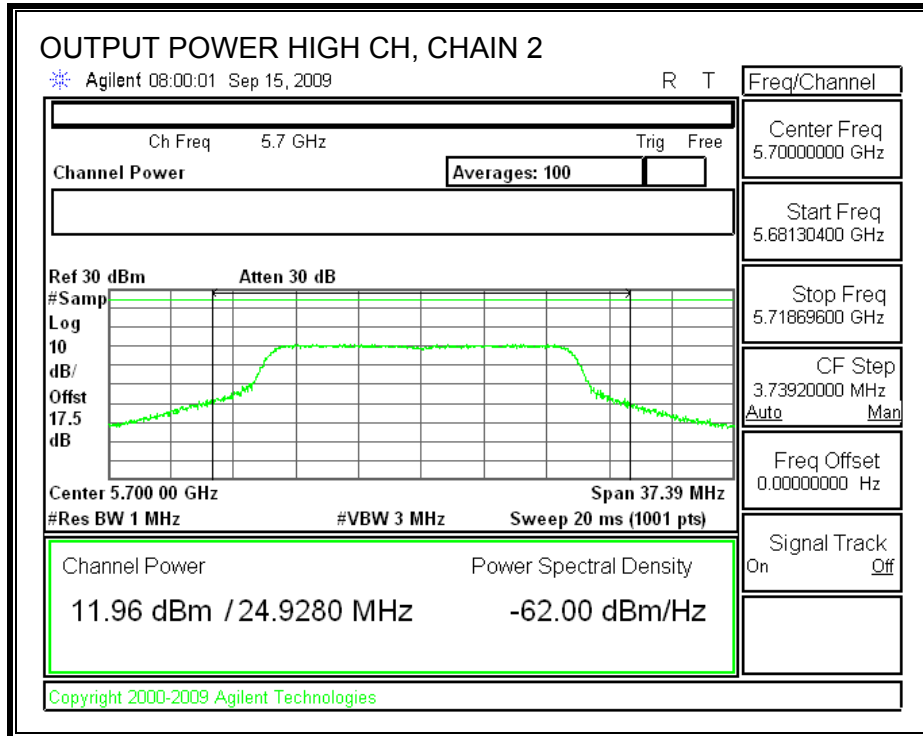 OUTPUT POWER HIGH CH, CHAIN 2
Agilent 08:00:01 Sep 15, 2009 R T
Freq/Channel
Ch Freq 5.7 GHz Trig Free
Channel Power Averages: 100
Center Freq
5.70000000 GHz
Start Freq
5.68130400 GHz
Stop Freq
5.71869600 GHz
CF Step
3.73920000 MHz
Auto Man
Freq Offset
0.00000000 Hz
Signal Track
On Off
Ref 30 dBm Atten 30 dB
#Samp
Log
10
dB/
Offst
17.5
dB
Center 5.700 00 GHz Span 37.39 MHz
#Res BW 1 MHz #VBW 3 MHz Sweep 20 ms (1001 pts)
Channel Power Power Spectral Density
11.96 dBm / 24.9280 MHz -62.00 dBm/Hz
Copyright 2000-2009 Agilent Technologies